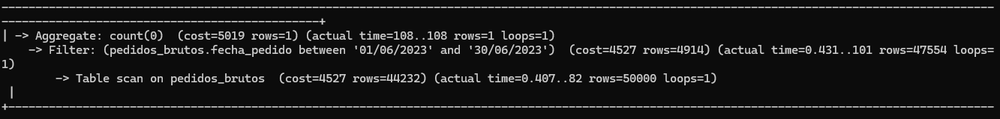 -----------------------------------------------------------------------------------------------------------------------------------------------------
------------------------------------------------+
| -> Aggregate: count(0)  (cost=5019 rows=1) (actual time=108..108 rows=1 loops=1)
    -> Filter: (pedidos_brutos.fecha_pedido between '01/06/2023' and '30/06/2023')  (cost=4527 rows=4914) (actual time=0.431..101 rows=47554 loops=
1)
        -> Table scan on pedidos_brutos  (cost=4527 rows=44232) (actual time=0.407..82 rows=50000 loops=1)
 |
+----------------------------------------------------------------------------------------------------------------------------------------------------